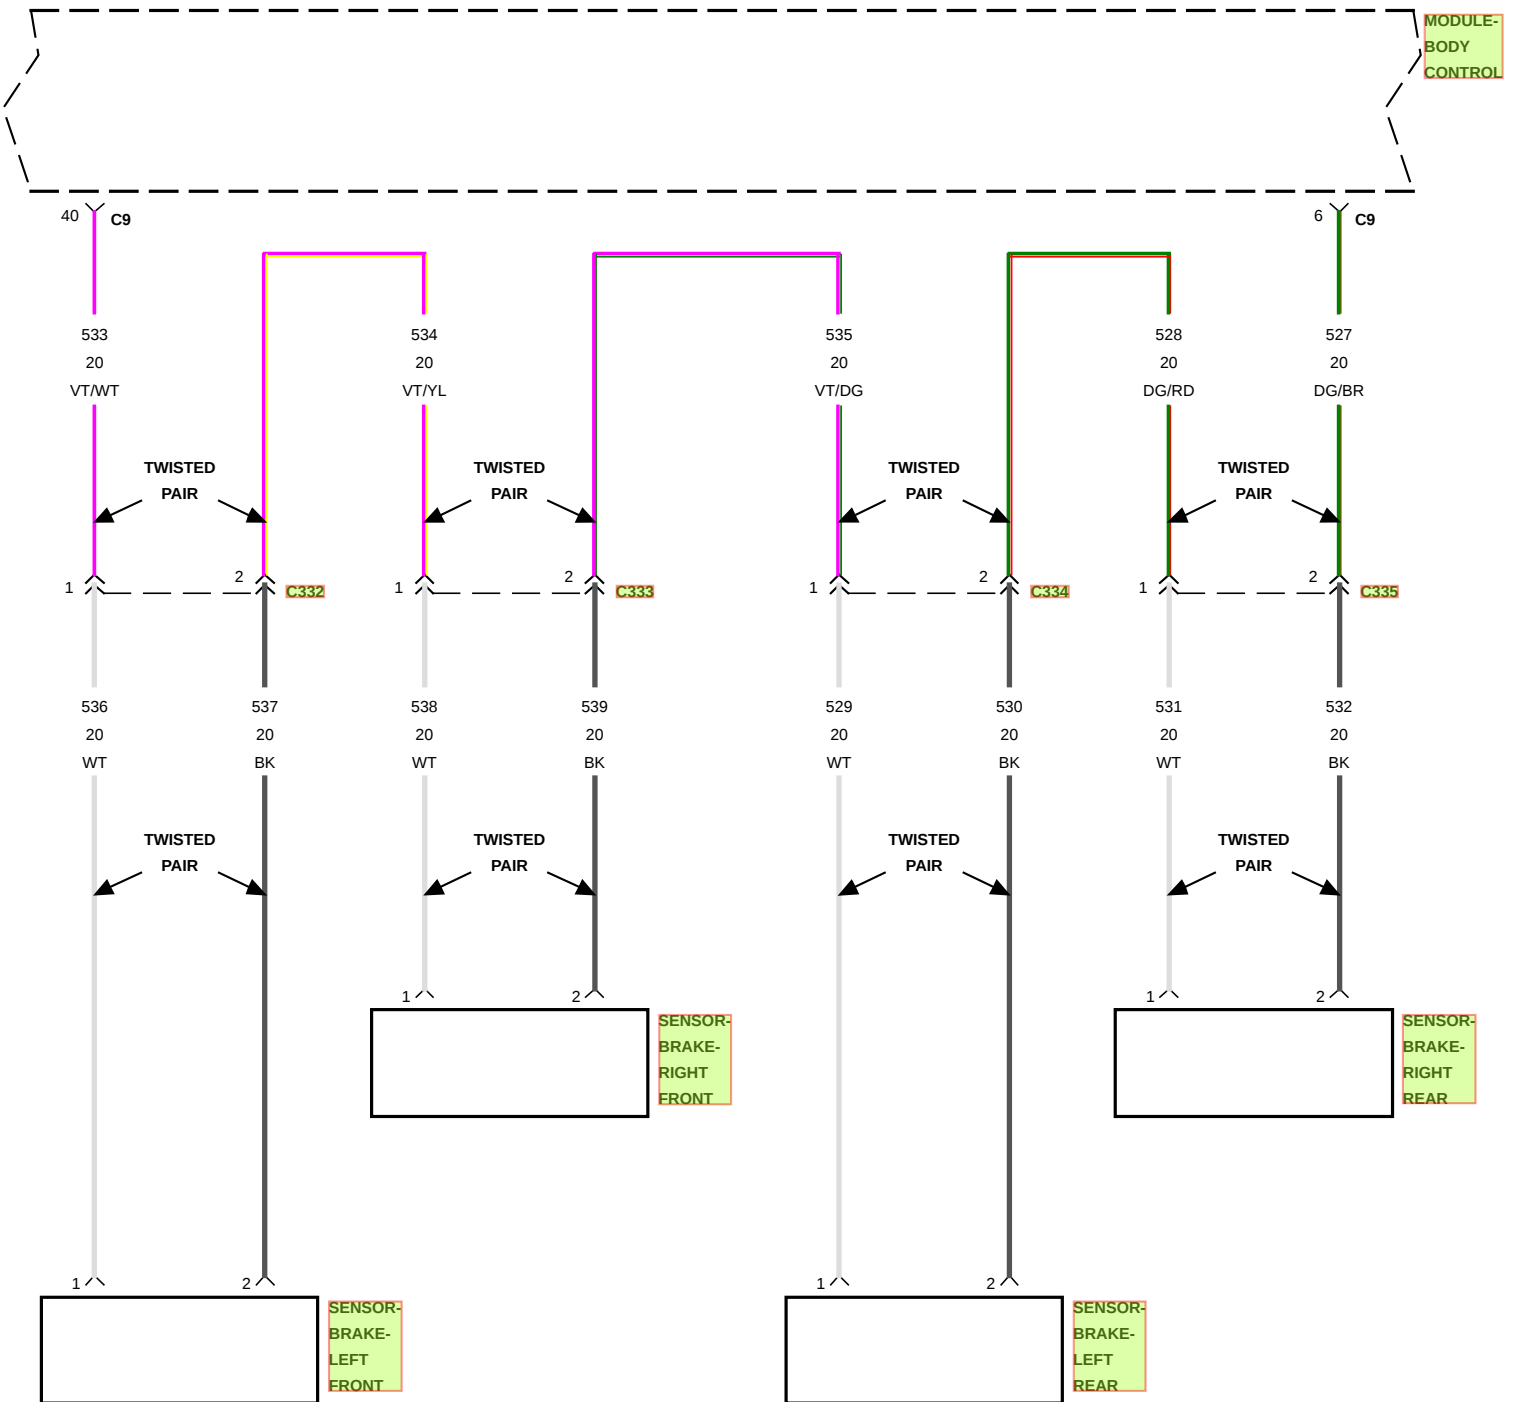 MODULE-
BODY
CONTROL
40
C9
6
C9
533
534
535
528
527
20
20
20
20
20
VT/WT
VT/YL
VT/DG
DG/RD
DG/BR
TWISTED
PAIR
TWISTED
PAIR
TWISTED
PAIR
TWISTED
PAIR
1
2
C332
1
2
C333
1
2
C334
1
2
C335
536
537
538
539
529
530
531
532
20
20
20
20
20
20
20
20
WT
BK
WT
BK
WT
BK
WT
BK
TWISTED
PAIR
TWISTED
PAIR
TWISTED
PAIR
TWISTED
PAIR
1
2
1
2
SENSOR-
BRAKE-
RIGHT
FRONT
SENSOR-
BRAKE-
RIGHT
REAR
1
2
1
2
SENSOR-
BRAKE-
LEFT
FRONT
SENSOR-
BRAKE-
LEFT
REAR